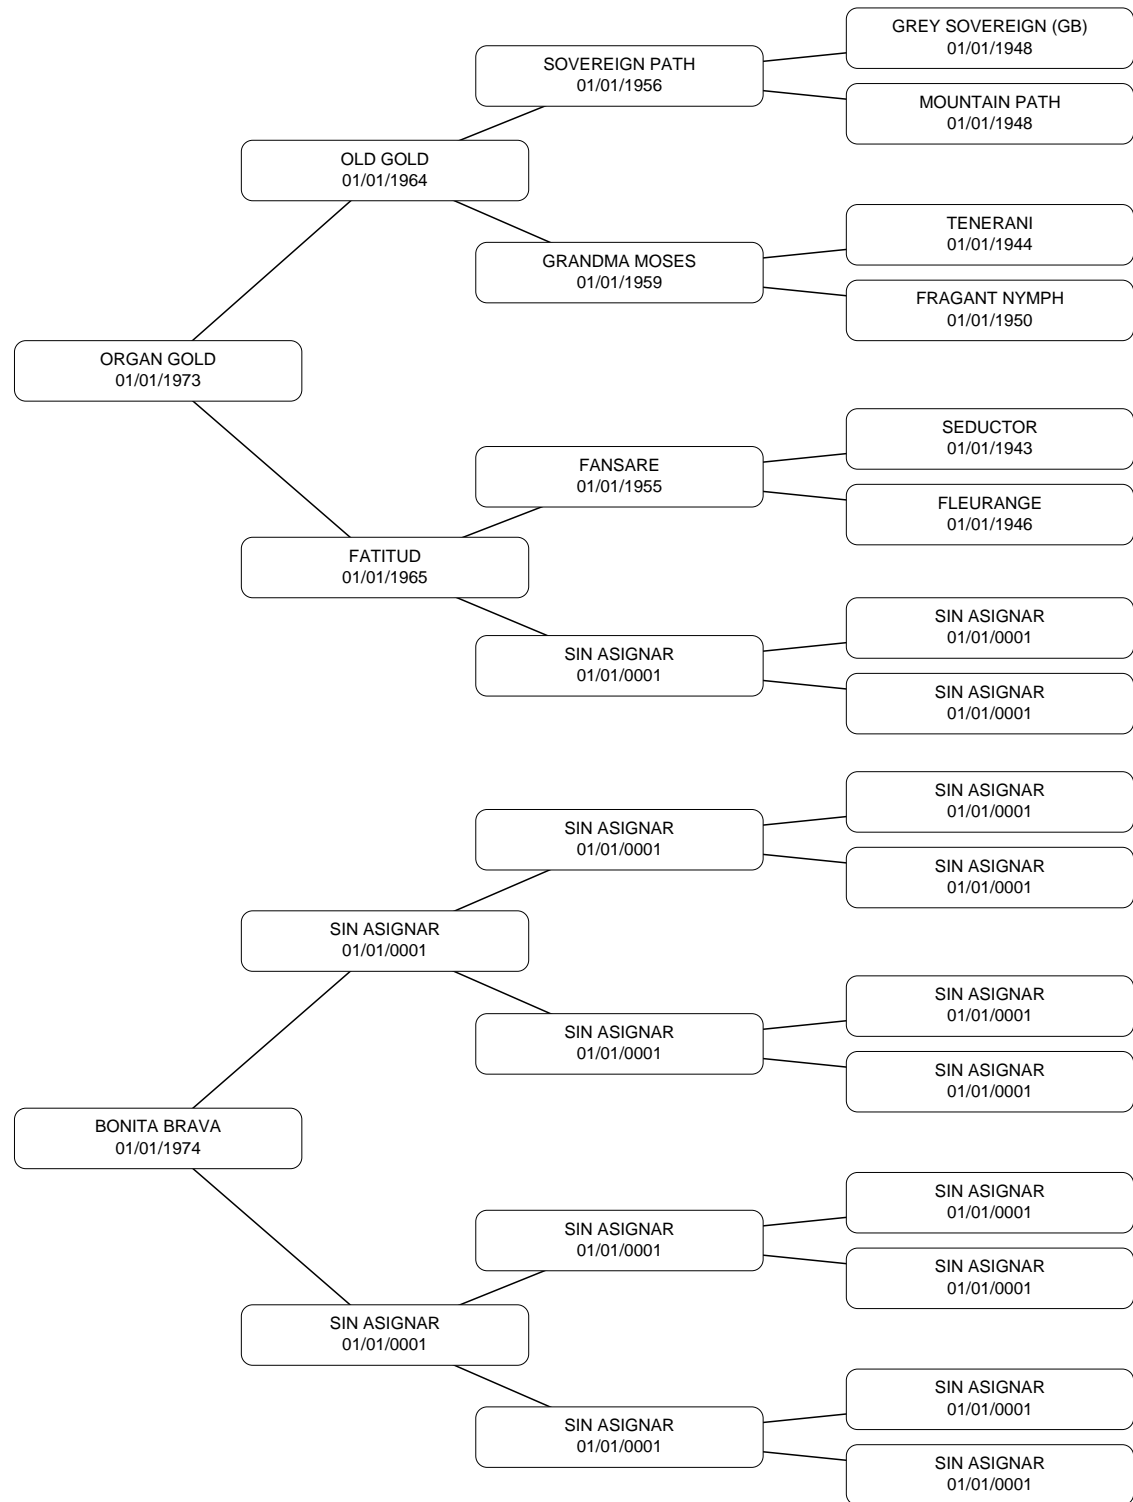 GREY SOVEREIGN (GB)
01/01/1948
SOVEREIGN PATH
01/01/1956
MOUNTAIN PATH
01/01/1948
OLD GOLD
01/01/1964
TENERANI
01/01/1944
GRANDMA MOSES
01/01/1959
FRAGANT NYMPH
01/01/1950
ORGAN GOLD
01/01/1973
SEDUCTOR
01/01/1943
FANSARE
01/01/1955
FLEURANGE
01/01/1946
FATITUD
01/01/1965
SIN ASIGNAR
01/01/0001
SIN ASIGNAR
01/01/0001
SIN ASIGNAR
01/01/0001
SIN ASIGNAR
01/01/0001
SIN ASIGNAR
01/01/0001
SIN ASIGNAR
01/01/0001
SIN ASIGNAR
01/01/0001
SIN ASIGNAR
01/01/0001
SIN ASIGNAR
01/01/0001
SIN ASIGNAR
01/01/0001
BONITA BRAVA
01/01/1974
SIN ASIGNAR
01/01/0001
SIN ASIGNAR
01/01/0001
SIN ASIGNAR
01/01/0001
SIN ASIGNAR
01/01/0001
SIN ASIGNAR
01/01/0001
SIN ASIGNAR
01/01/0001
SIN ASIGNAR
01/01/0001